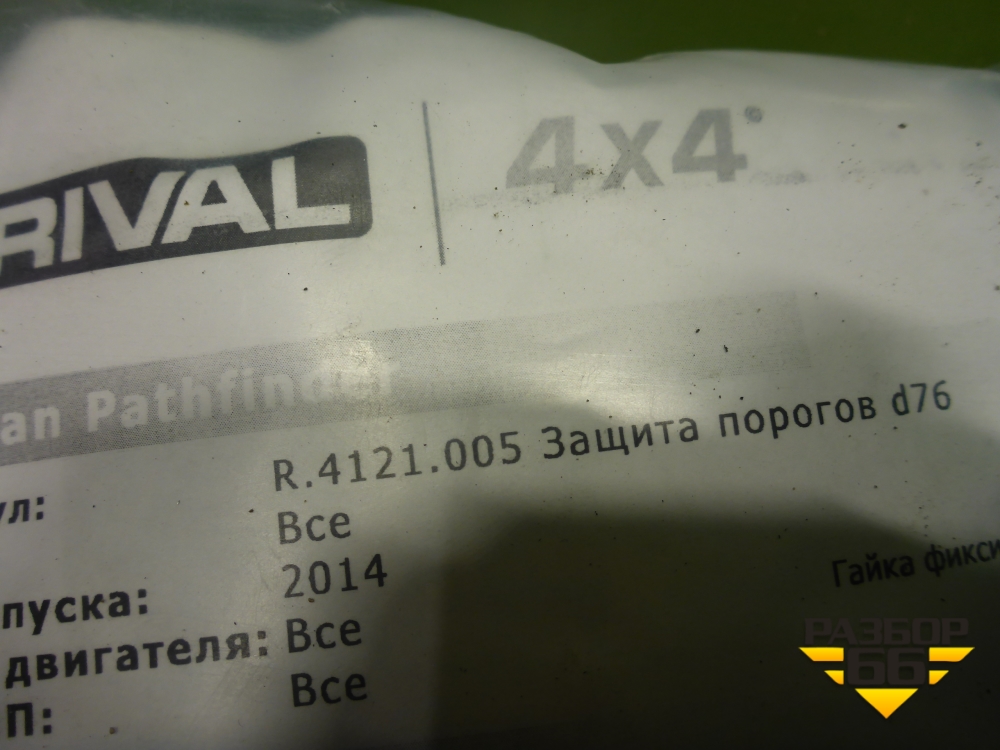 RIVAL 4x4
an Pathfinder
ул: R.4121.005 Защита порогов d76
Все
пуска: 2014
двигателя: Все
П: Все
Гайка фикси
РАЗБОР
66